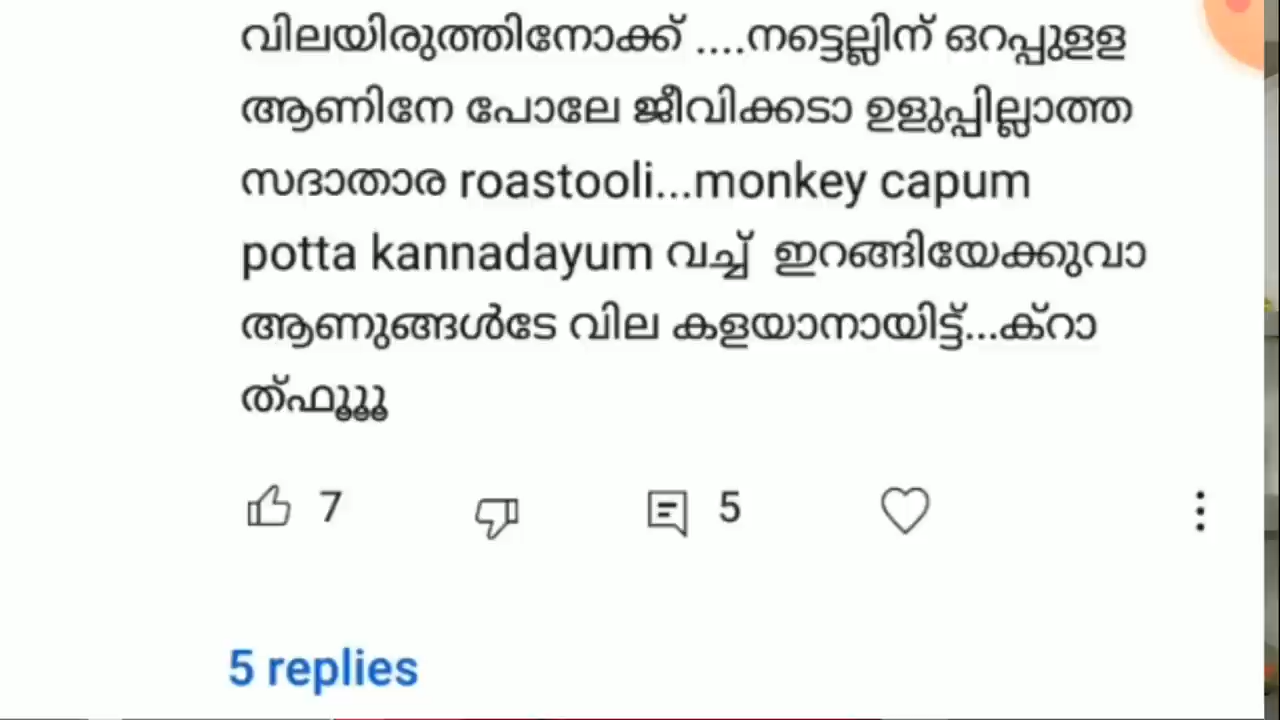 വിലയിരുത്തിനോക്ക് ....നട്ടെല്ലിന് ഒറപ്പുളള
ആണിനേ പോലേ ജീവിക്കടാ ഉളുപ്പില്ലാത്ത
സദാതാര roastooli...monkey capum
potta kannadayum വച്ച് ഇറങ്ങിയേക്കുവാ
ആണുങ്ങൾടേ വില കളയാനായിട്ട്...ക്റാ
ത്ഫൂൂൂ
7 5
5 replies